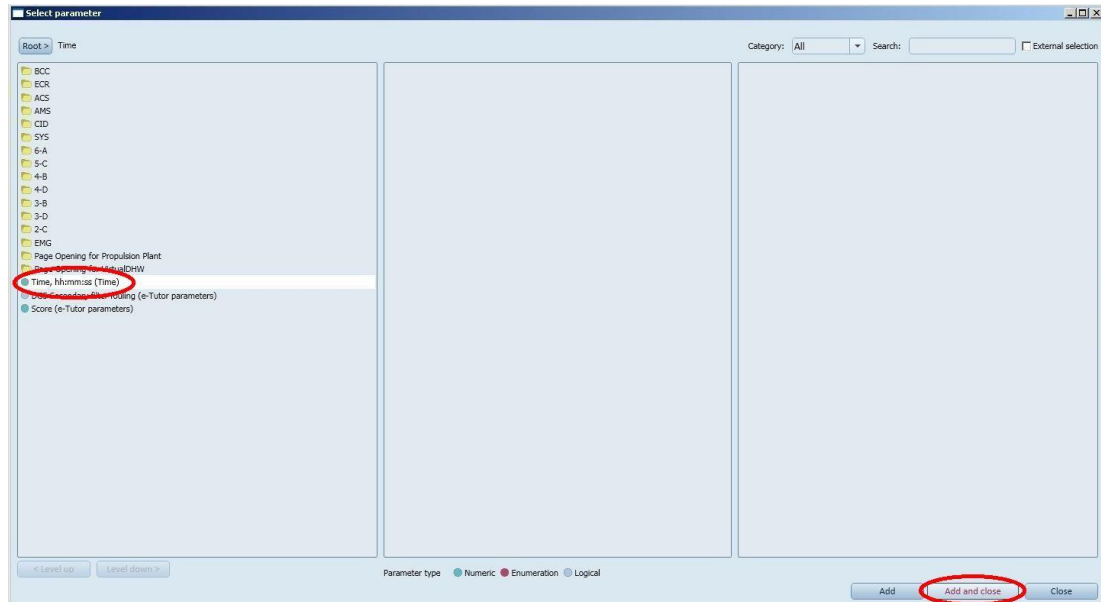 Select parameter
Root > Time Category: All Search: External selection
BCC
ECR
ACS
AMS
CID
SYS
6-A
5-C
4-B
4-D
3-B
3-D
2-C
EMG
Page Opening for Propulsion Plant
Page Opening for VirtualDHW
Time, hh:mm:ss (Time)
Secondary filter fouling (e-Tutor parameters)
Score (e-Tutor parameters)
< Level up Level down >
Parameter type Numeric Enumeration Logical
Add Add and close Close